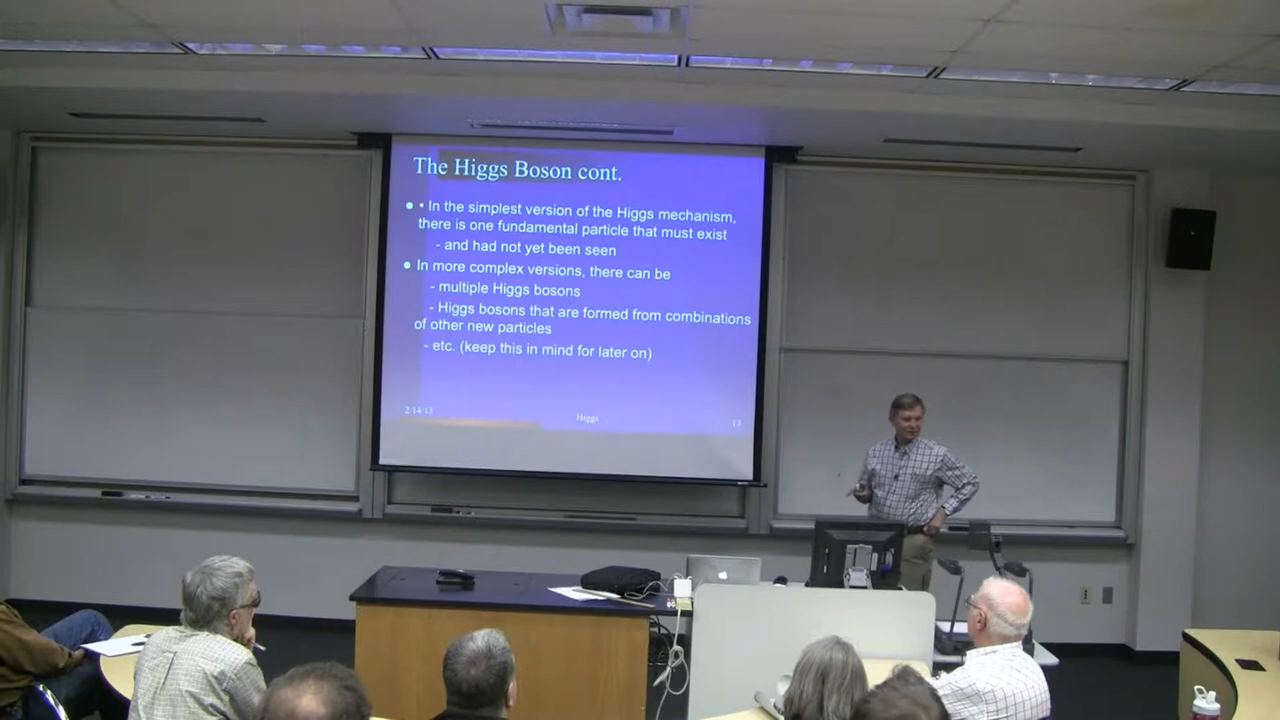 The Higgs Boson cont.
• In the simplest version of the Higgs mechanism,
there is one fundamental particle that must exist
- and had not yet been seen
In more complex versions, there can be
- multiple Higgs bosons
- Higgs bosons that are formed from combinations
of other new particles
- etc. (keep this in mind for later on)
2/14/13 Higgs 13